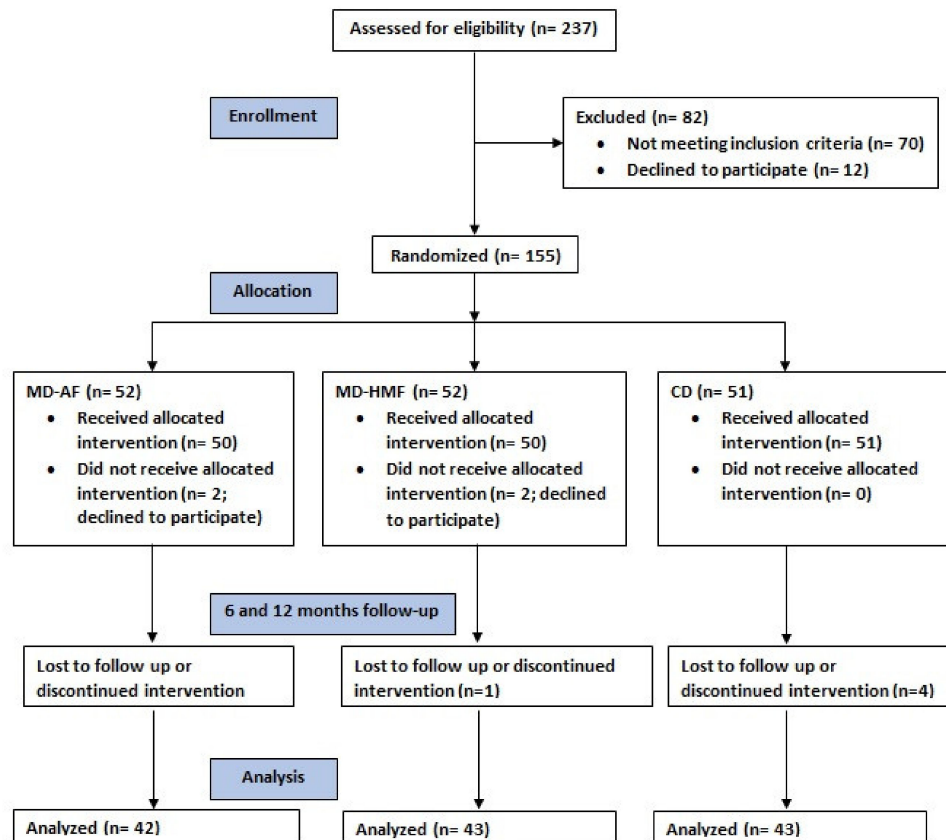 Assessed for eligibility (n= 237)
Enrollment
Excluded (n= 82)
• Not meeting inclusion criteria (n= 70)
• Declined to participate (n= 12)
Randomized (n= 155)
Allocation
MD-AF (n= 52)
• Received allocated
intervention (n= 50)
• Did not receive allocated
intervention (n= 2;
declined to participate)
MD-HMF (n= 52)
• Received allocated
intervention (n= 50)
• Did not receive allocated
intervention (n= 2; declined
to participate)
CD (n= 51)
• Received allocated
intervention (n= 51)
• Did not receive allocated
intervention (n= 0)
6 and 12 months follow-up
Lost to follow up or
discontinued intervention
Lost to follow up or discontinued
intervention (n=1)
Lost to follow up or
discontinued intervention (n=4)
Analysis
Analyzed (n= 42)
Analyzed (n= 43)
Analyzed (n= 43)